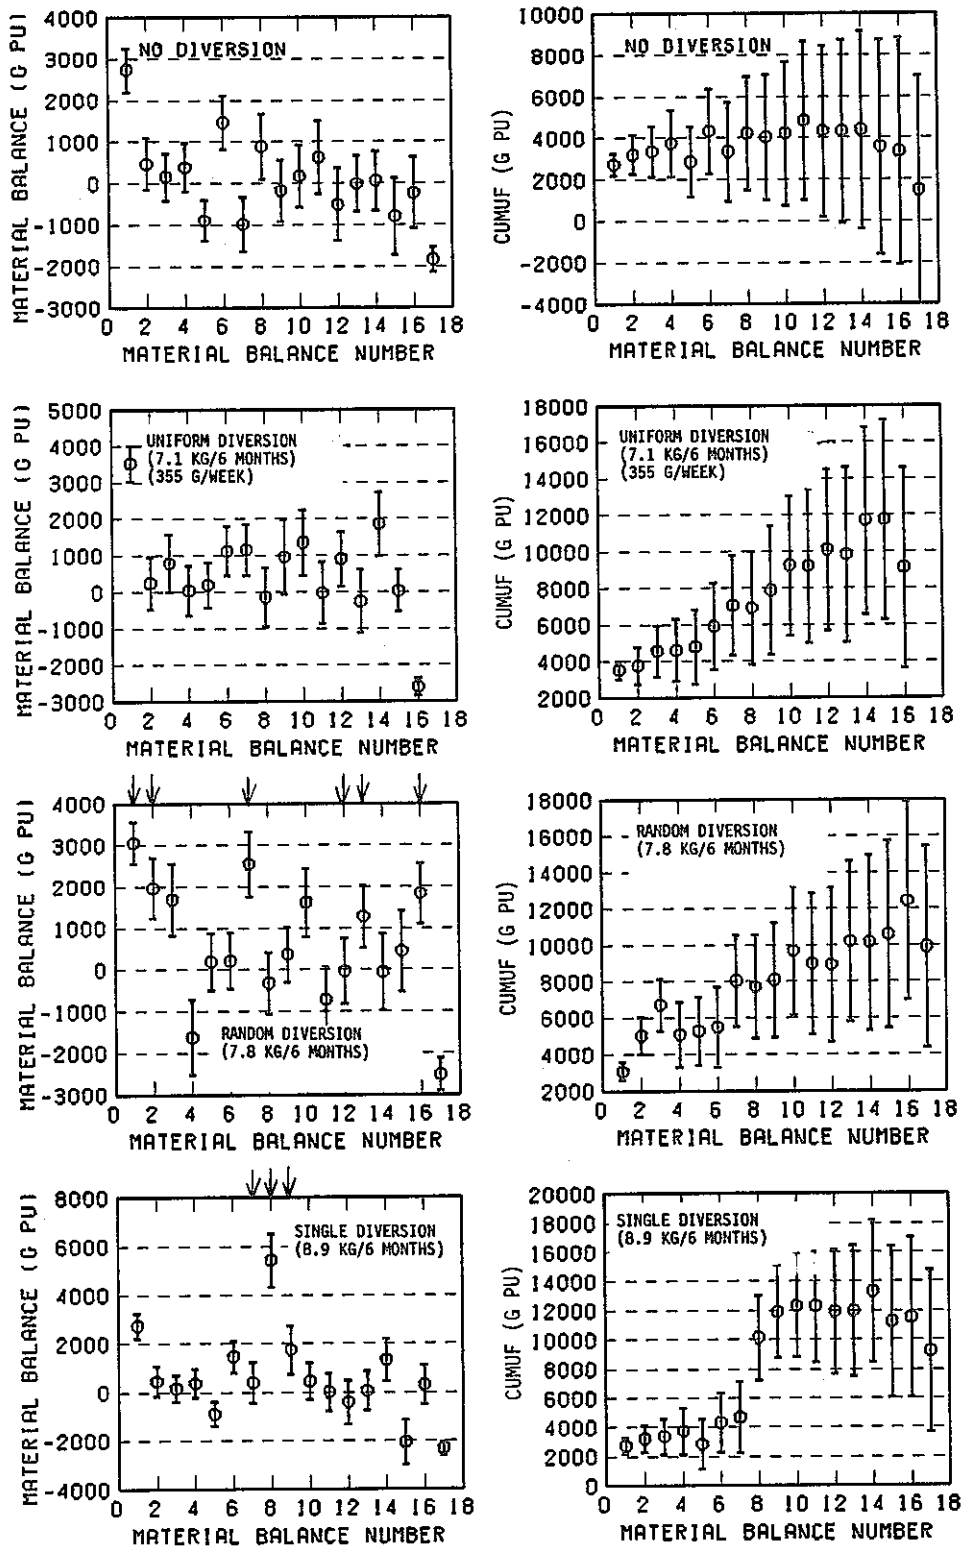 MATERIAL BALANCE (G PU)
4000
3000
2000
1000
0
-1000
-2000
-3000
NO DIVERSION
0 2 4 6 8 10 12 14 16 18
MATERIAL BALANCE NUMBER
CUMUF (G PU)
10000
8000
6000
4000
2000
0
-2000
-4000
NO DIVERSION
0 2 4 6 8 10 12 14 16 18
MATERIAL BALANCE NUMBER
MATERIAL BALANCE (G PU)
5000
4000
3000
2000
1000
0
-1000
-2000
-3000
UNIFORM DIVERSION
(7.1 KG/6 MONTHS)
(355 G/WEEK)
0 2 4 6 8 10 12 14 16 18
MATERIAL BALANCE NUMBER
CUMUF (G PU)
18000
16000
14000
12000
10000
8000
6000
4000
2000
UNIFORM DIVERSION
(7.1 KG/6 MONTHS)
(355 G/WEEK)
0 2 4 6 8 10 12 14 16 18
MATERIAL BALANCE NUMBER
MATERIAL BALANCE (G PU)
4000
3000
2000
1000
0
-1000
-2000
-3000
RANDOM DIVERSION
(7.8 KG/6 MONTHS)
0 2 4 6 8 10 12 14 16 18
MATERIAL BALANCE NUMBER
CUMUF (G PU)
18000
16000
14000
12000
10000
8000
6000
4000
2000
RANDOM DIVERSION
(7.8 KG/6 MONTHS)
0 2 4 6 8 10 12 14 16 18
MATERIAL BALANCE NUMBER
MATERIAL BALANCE (G PU)
8000
6000
4000
2000
0
-2000
-4000
SINGLE DIVERSION
(8.9 KG/6 MONTHS)
0 2 4 6 8 10 12 14 16 18
MATERIAL BALANCE NUMBER
CUMUF (G PU)
20000
18000
16000
14000
12000
10000
8000
6000
4000
2000
0
SINGLE DIVERSION
(8.9 KG/6 MONTHS)
0 2 4 6 8 10 12 14 16 18
MATERIAL BALANCE NUMBER